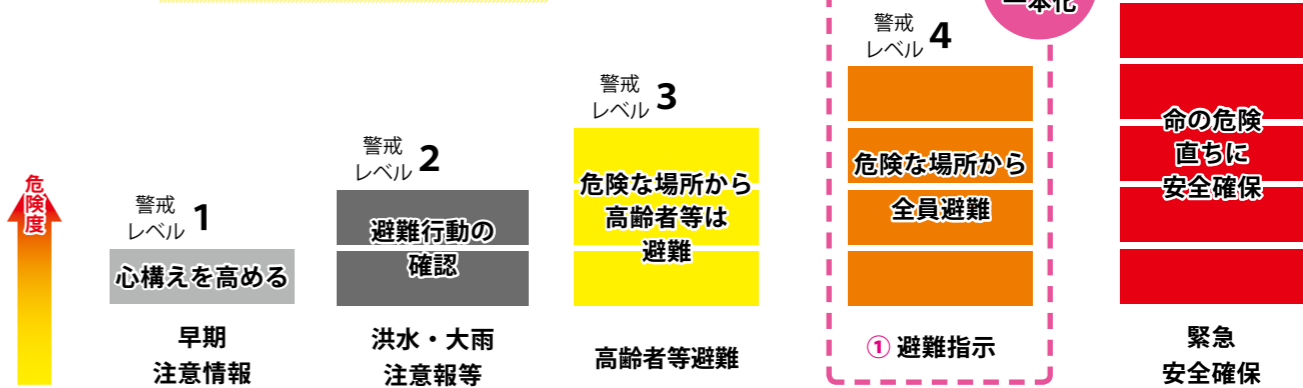 一本化
警戒
レベル 4
警戒
レベル 3
警戒
レベル 2
警戒
レベル 1
危険度
心構えを高める
避難行動の
確認
危険な場所から
高齢者等は
避難
危険な場所から
全員避難
命の危険
直ちに
安全確保
早期
注意情報
洪水・大雨
注意報等
高齢者等避難
① 避難指示
緊急
安全確保